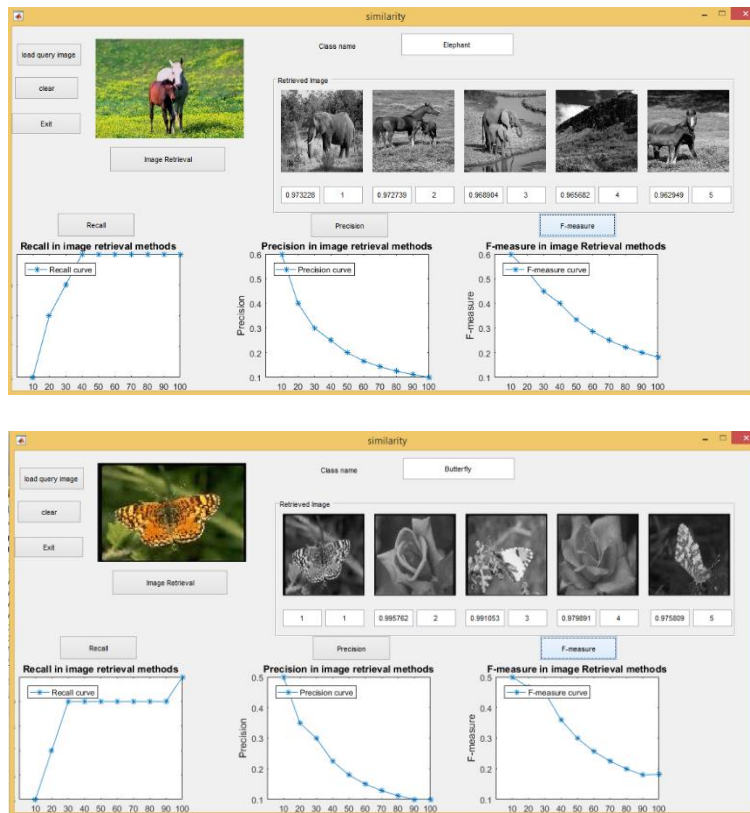 similarity
load query image
clear
Exit
Image Retrieval
Class name Elephant
Retrieved Image
0.973228 1 0.972739 2 0.968904 3 0.965682 4 0.962949 5
Recall Precision F-measure
Recall in image retrieval methods
Recall curve
10 20 30 40 50 60 70 80 90 100
Precision in image retrieval methods
Precision curve
Precision
0.6
0.5
0.4
0.3
0.2
0.1
10 20 30 40 50 60 70 80 90 100
F-measure in image Retrieval methods
F-measure curve
F-measure
0.6
0.5
0.4
0.3
0.2
0.1
10 20 30 40 50 60 70 80 90 100
similarity
load query image
clear
Exit
Image Retrieval
Class name Butterfly
Retrieved Image
1 1 0.995762 2 0.991053 3 0.979891 4 0.975809 5
Recall Precision F-measure
Recall in image retrieval methods
Recall curve
10 20 30 40 50 60 70 80 90 100
Precision in image retrieval methods
Precision curve
Precision
0.5
0.4
0.3
0.2
0.1
10 20 30 40 50 60 70 80 90 100
F-measure in image Retrieval methods
F-measure curve
F-measure
0.5
0.4
0.3
0.2
0.1
10 20 30 40 50 60 70 80 90 100